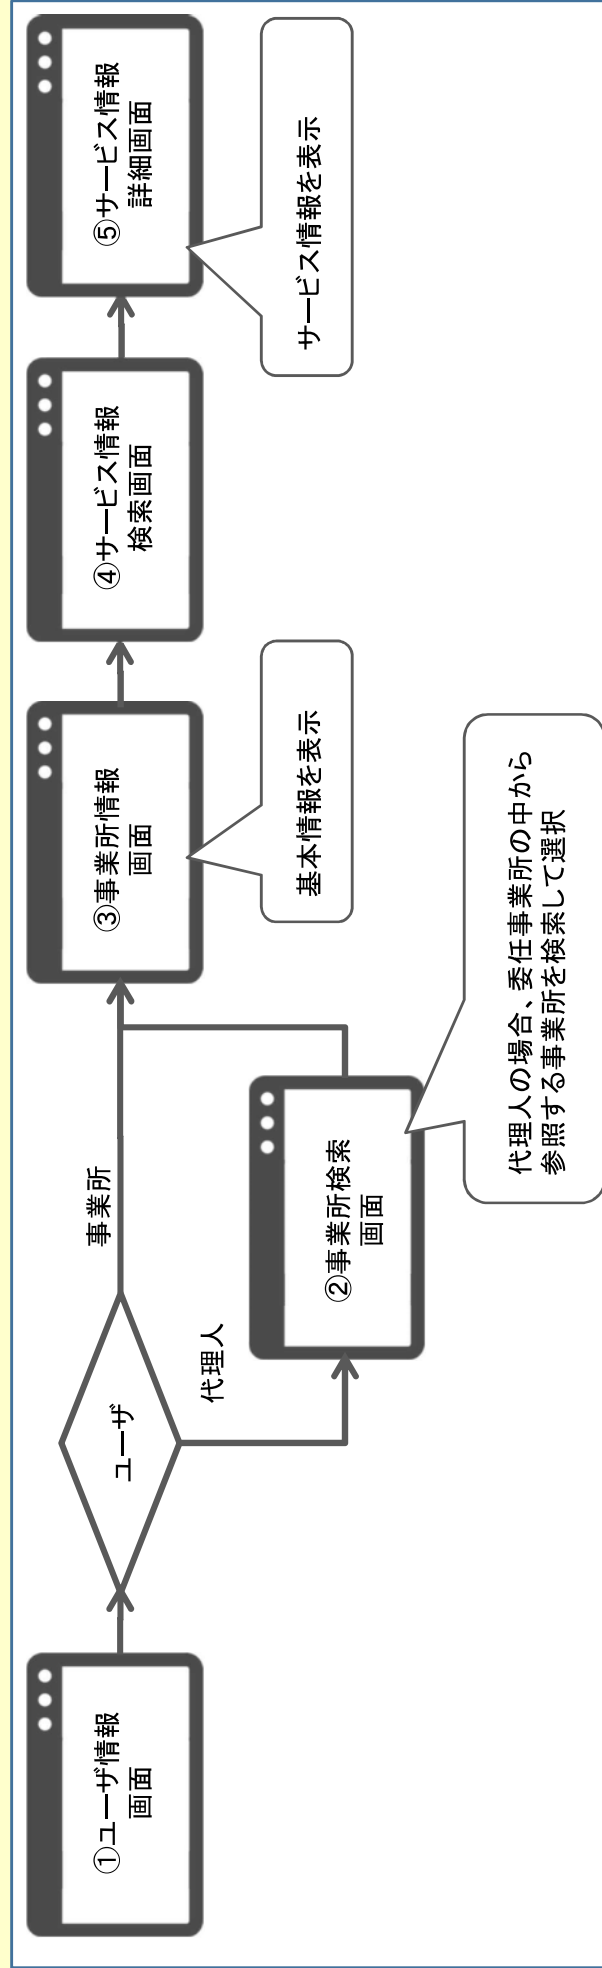 ①ユーザ情報
画面
ユーザ
事業所
代理人
②事業所検索
画面
代理人の場合、委任事業所の中から
参照する事業所を検索して選択
③事業所情報
画面
基本情報を表示
④サービス情報
検索画面
⑤サービス情報
詳細画面
サービス情報を表示